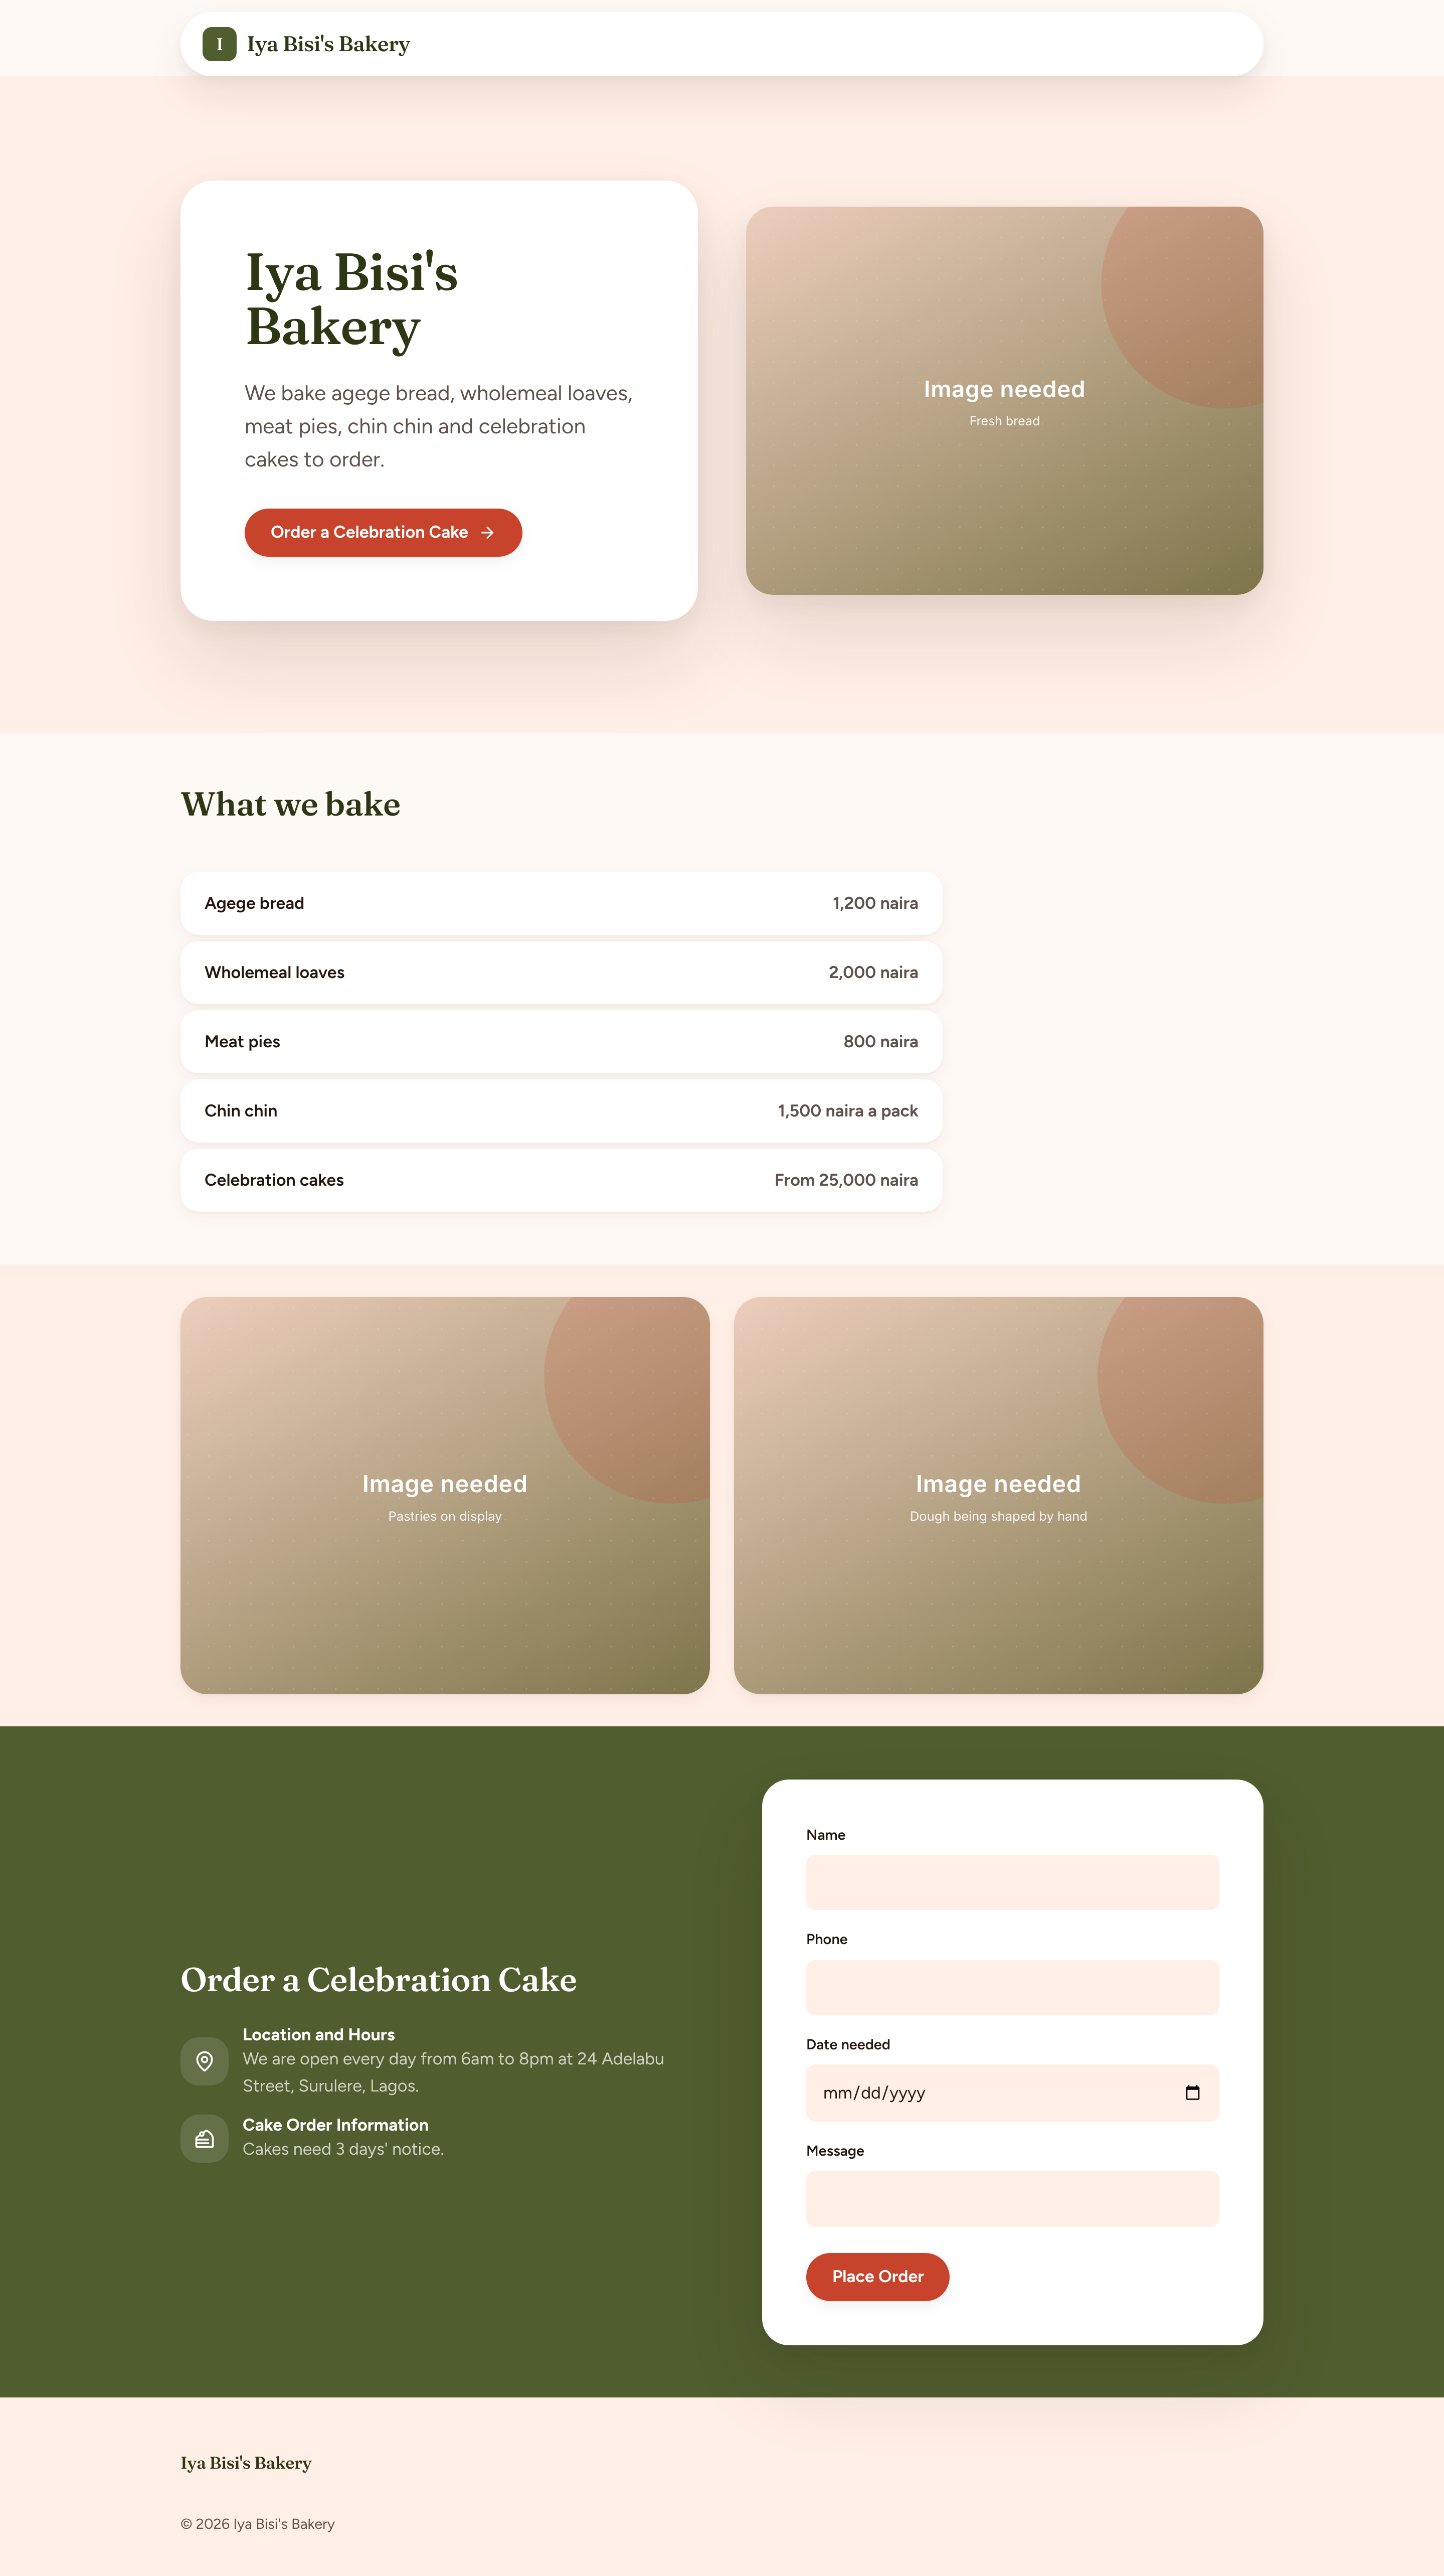 I
Iya Bisi's Bakery
Iya Bisi's
Bakery
We bake agege bread, wholemeal loaves,
meat pies, chin chin and celebration
cakes to order.
Order a Celebration Cake
Image needed
Fresh bread
What we bake
Agege bread
1,200 naira
Wholemeal loaves
2,000 naira
Meat pies
800 naira
Chin chin
1,500 naira a pack
Celebration cakes
From 25,000 naira
Image needed
Pastries on display
Image needed
Dough being shaped by hand
Order a Celebration Cake
Location and Hours
We are open every day from 6am to 8pm at 24 Adelabu
Street, Surulere, Lagos.
Cake Order Information
Cakes need 3 days' notice.
Name
Phone
Date needed
mm/dd/yyyy
Message
Place Order
Iya Bisi's Bakery
© 2026 Iya Bisi's Bakery